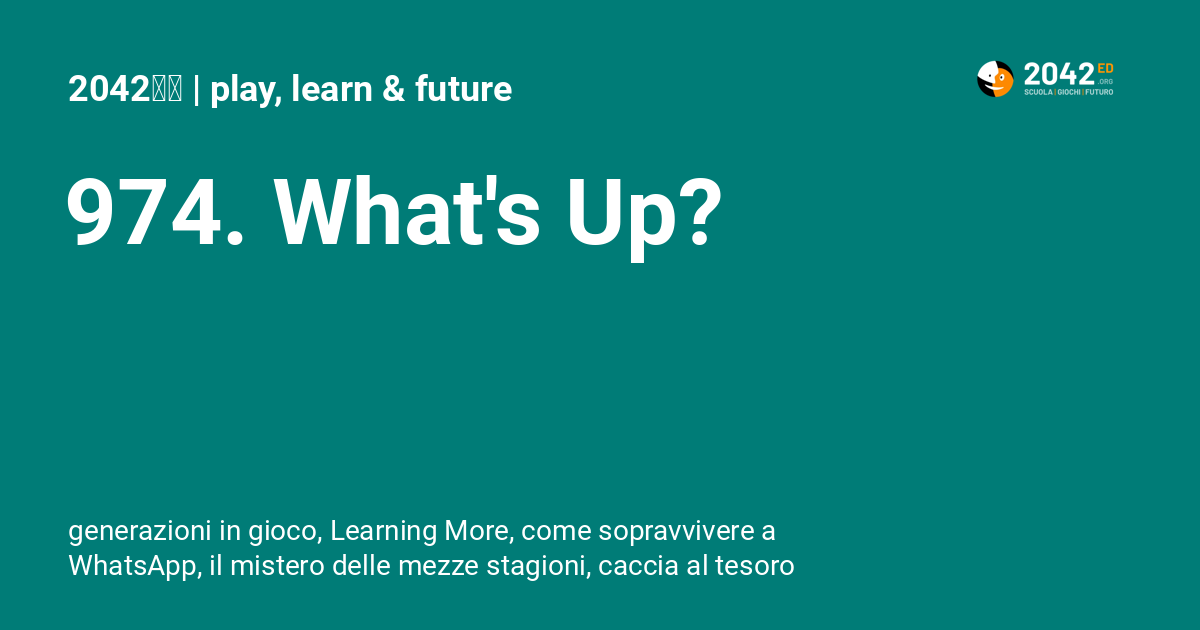 2042 | play, learn & future
2042 ED
.ORG
SCUOLA | GIOCHI | FUTURO
974. What's Up?
generazioni in gioco, Learning More, come sopravvivere a
WhatsApp, il mistero delle mezze stagioni, caccia al tesoro